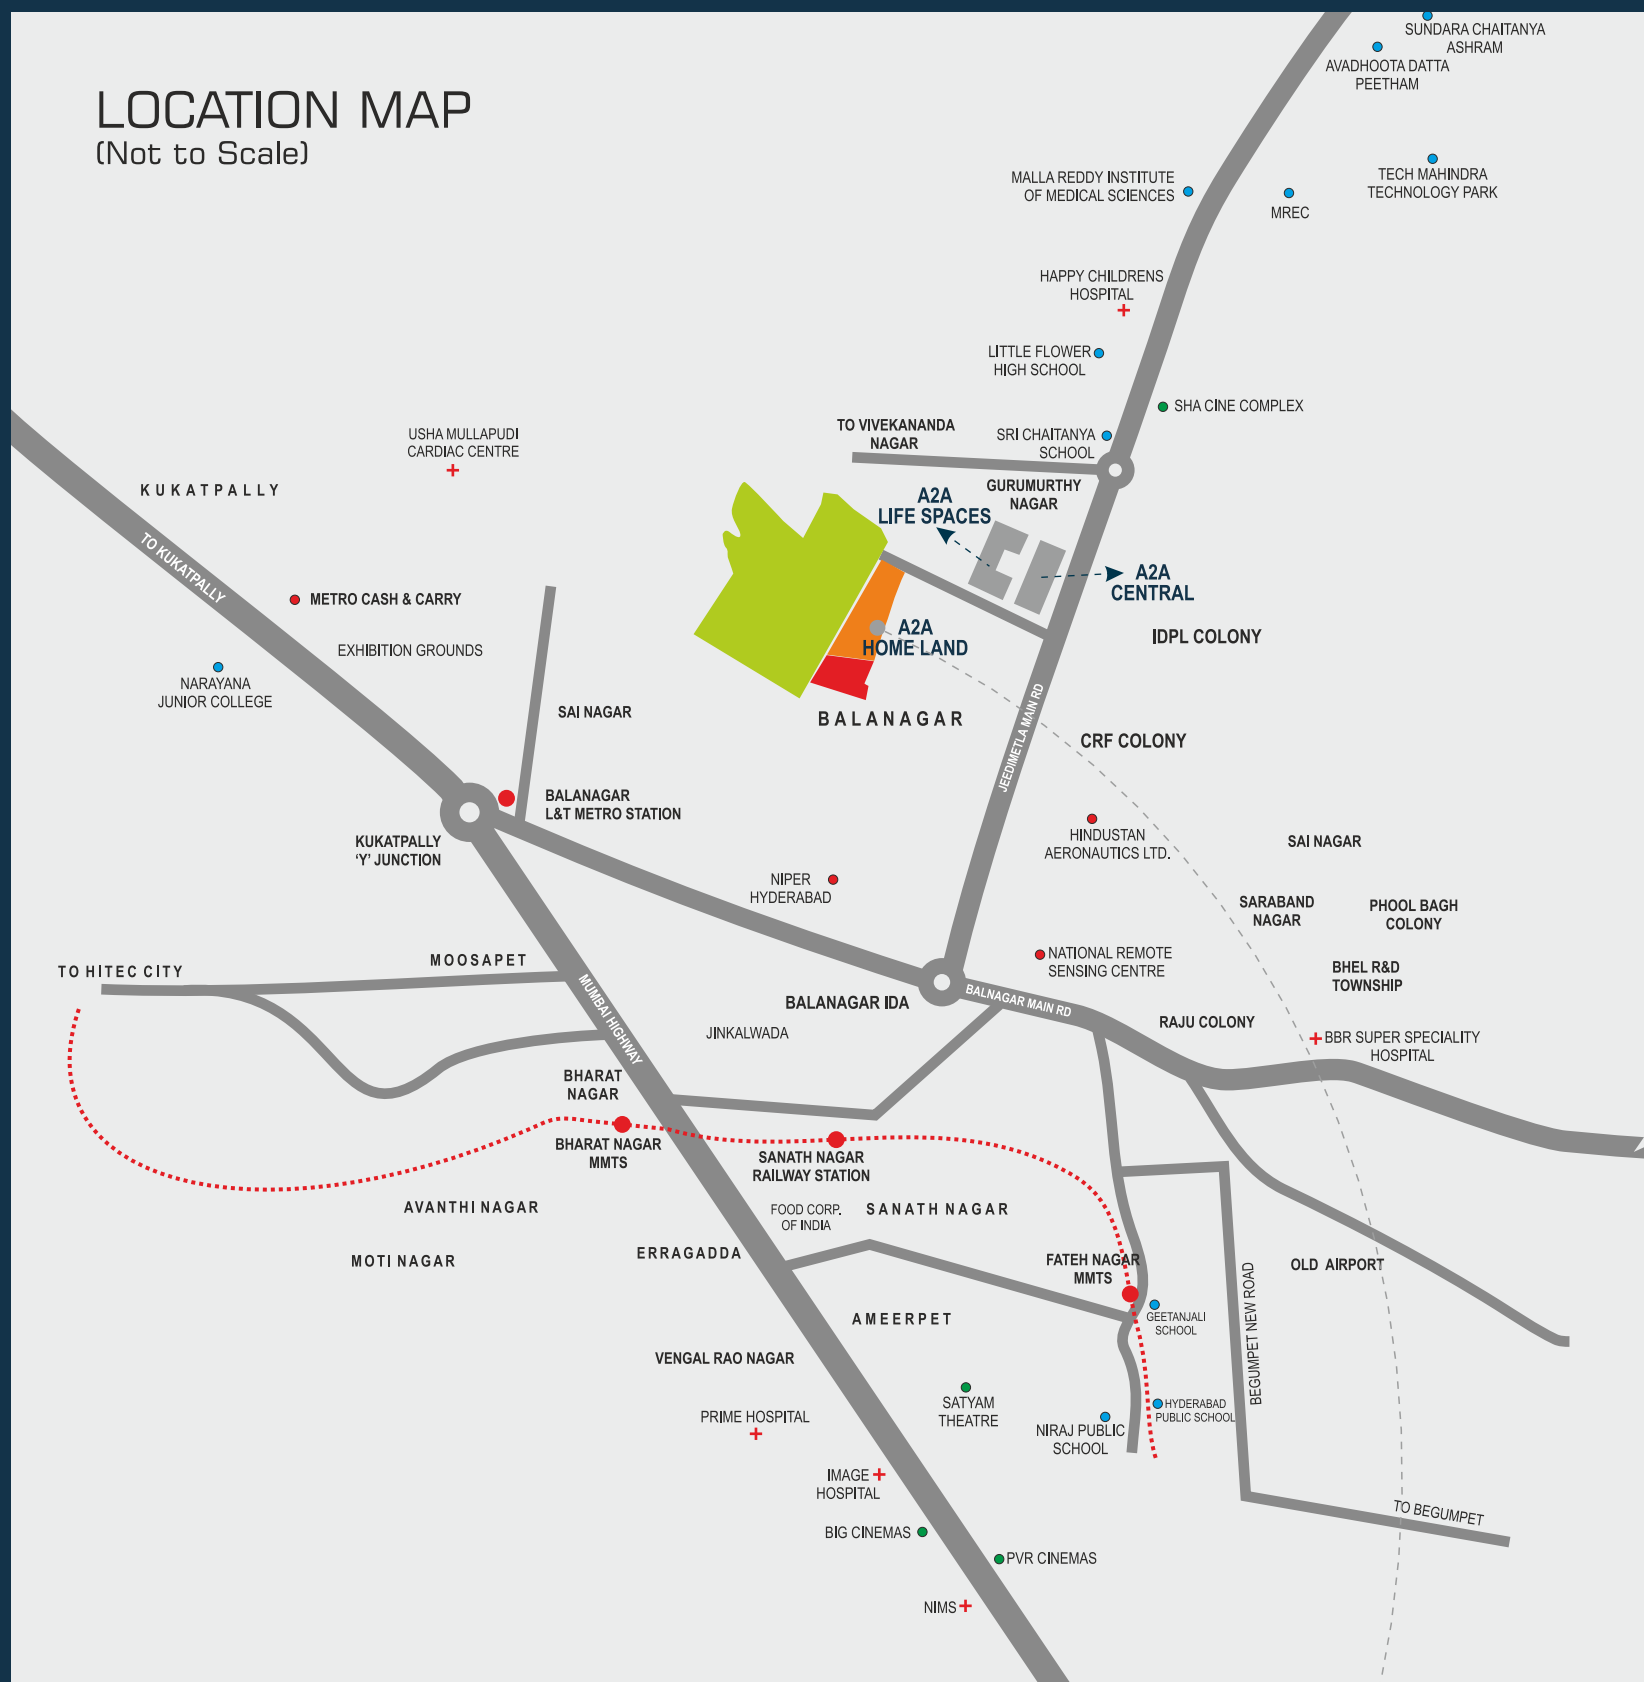 SUNDARA CHAITANYA
ASHRAM
AVADHOOTA DATTA
PEETHAM
LOCATION MAP
(Not to Scale)
MALLA REDDY INSTITUTE
OF MEDICAL SCIENCES
TECH MAHINDRA
TECHNOLOGY PARK
MREC
HAPPY CHILDRENS
HOSPITAL
LITTLE FLOWER
HIGH SCHOOL
SHA CINE COMPLEX
TO VIVEKANANDA
NAGAR
SRI CHAITANYA
SCHOOL
USHA MULLAPUDI
CARDIAC CENTRE
KUKATPALLY
GURUMURTHY
NAGAR
A2A
LIFE SPACES
TO KUKATPALLY
A2A
CENTRAL
METRO CASH & CARRY
A2A
HOME LAND
IDPL COLONY
EXHIBITION GROUNDS
NARAYANA
JUNIOR COLLEGE
SAI NAGAR
BALANAGAR
JEEDIMETLA MAIN RD
CRF COLONY
BALANAGAR
L&T METRO STATION
KUKATPALLY
‘Y’ JUNCTION
HINDUSTAN
AERONAUTICS LTD.
SAI NAGAR
NIPER
HYDERABAD
SARABAND
NAGAR
PHOOL BAGH
COLONY
MOOSAPET
TO HITEC CITY
NATIONAL REMOTE
SENSING CENTRE
BHEL R&D
TOWNSHIP
MUMBAI HIGHWAY
BALANAGAR IDA
BALNAGAR MAIN RD
JINKALWADA
RAJU COLONY
BBR SUPER SPECIALITY
HOSPITAL
BHARAT
NAGAR
BHARAT NAGAR
MMTS
SANATH NAGAR
RAILWAY STATION
AVANTHI NAGAR
FOOD CORP.
OF INDIA
SANATH NAGAR
MOTI NAGAR
ERRAGADDA
FATEH NAGAR
MMTS
OLD AIRPORT
AMEERPET
GEETANJALI
SCHOOL
BEGUMPET NEW ROAD
VENGAL RAO NAGAR
SATYAM
THEATRE
PRIME HOSPITAL
NIRAJ PUBLIC
SCHOOL
HYDERABAD
PUBLIC SCHOOL
IMAGE
HOSPITAL
TO BEGUMPET
BIG CINEMAS
PVR CINEMAS
NIMS